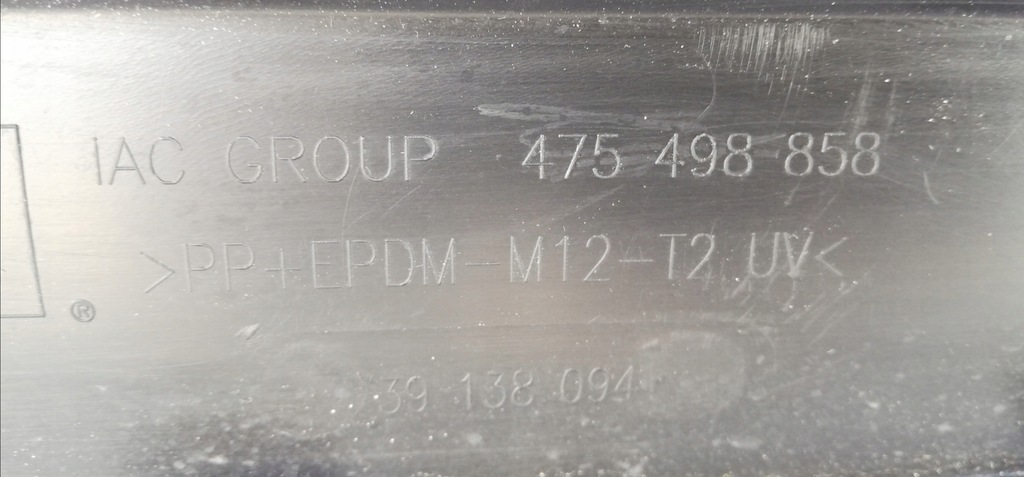 IAC GROUP 475 498 858
>PP+EPDM-M12-T2 UV<
®
39 138 094